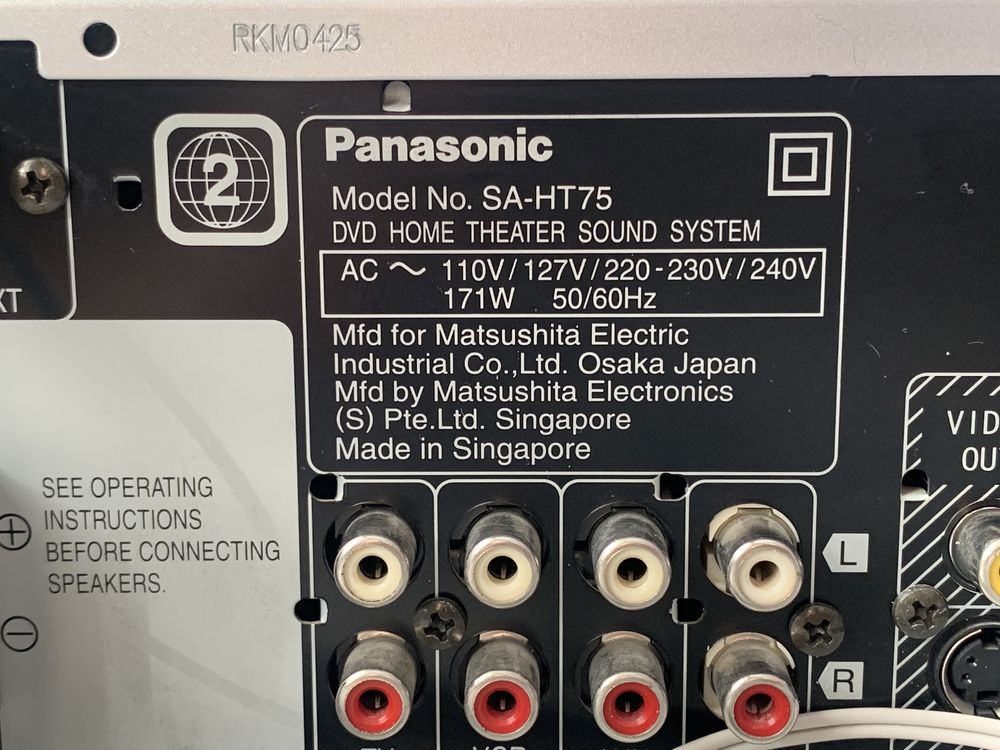 RKM0425
2
Panasonic
Model No. SA-HT75
DVD HOME THEATER SOUND SYSTEM
AC ~ 110V/127V/220-230V/240V
171W 50/60Hz
Mfd for Matsushita Electric
Industrial Co.,Ltd. Osaka Japan
Mfd by Matsushita Electronics
(S) Pte.Ltd. Singapore
Made in Singapore
SEE OPERATING
INSTRUCTIONS
BEFORE CONNECTING
SPEAKERS.
L
R